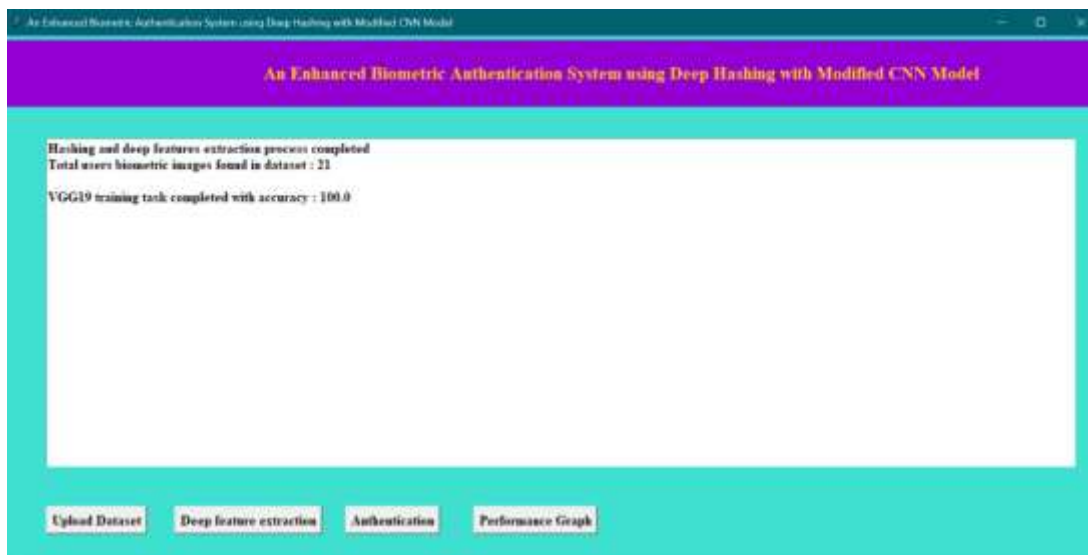 An Enhanced Biometric Authentication System using Deep Hashing with Modified CNN Model
An Enhanced Biometric Authentication System using Deep Hashing with Modified CNN Model
Hashing and deep features extraction process completed
Total users biometric images found in dataset : 21
VGG19 training task completed with accuracy : 100.0
Upload Dataset Deep feature extraction Authentication Performance Graph